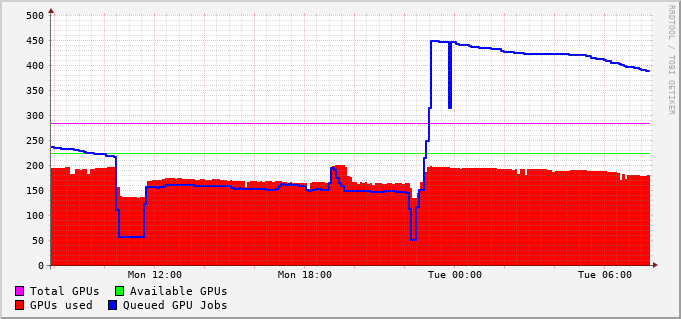 500
450
400
350
300
250
200
150
100
50
0
Mon 12:00 Mon 18:00 Tue 00:00 Tue 06:00
Total GPUs Available GPUs
GPUs used Queued GPU Jobs
RRDTOOL / TOBI OETIKER